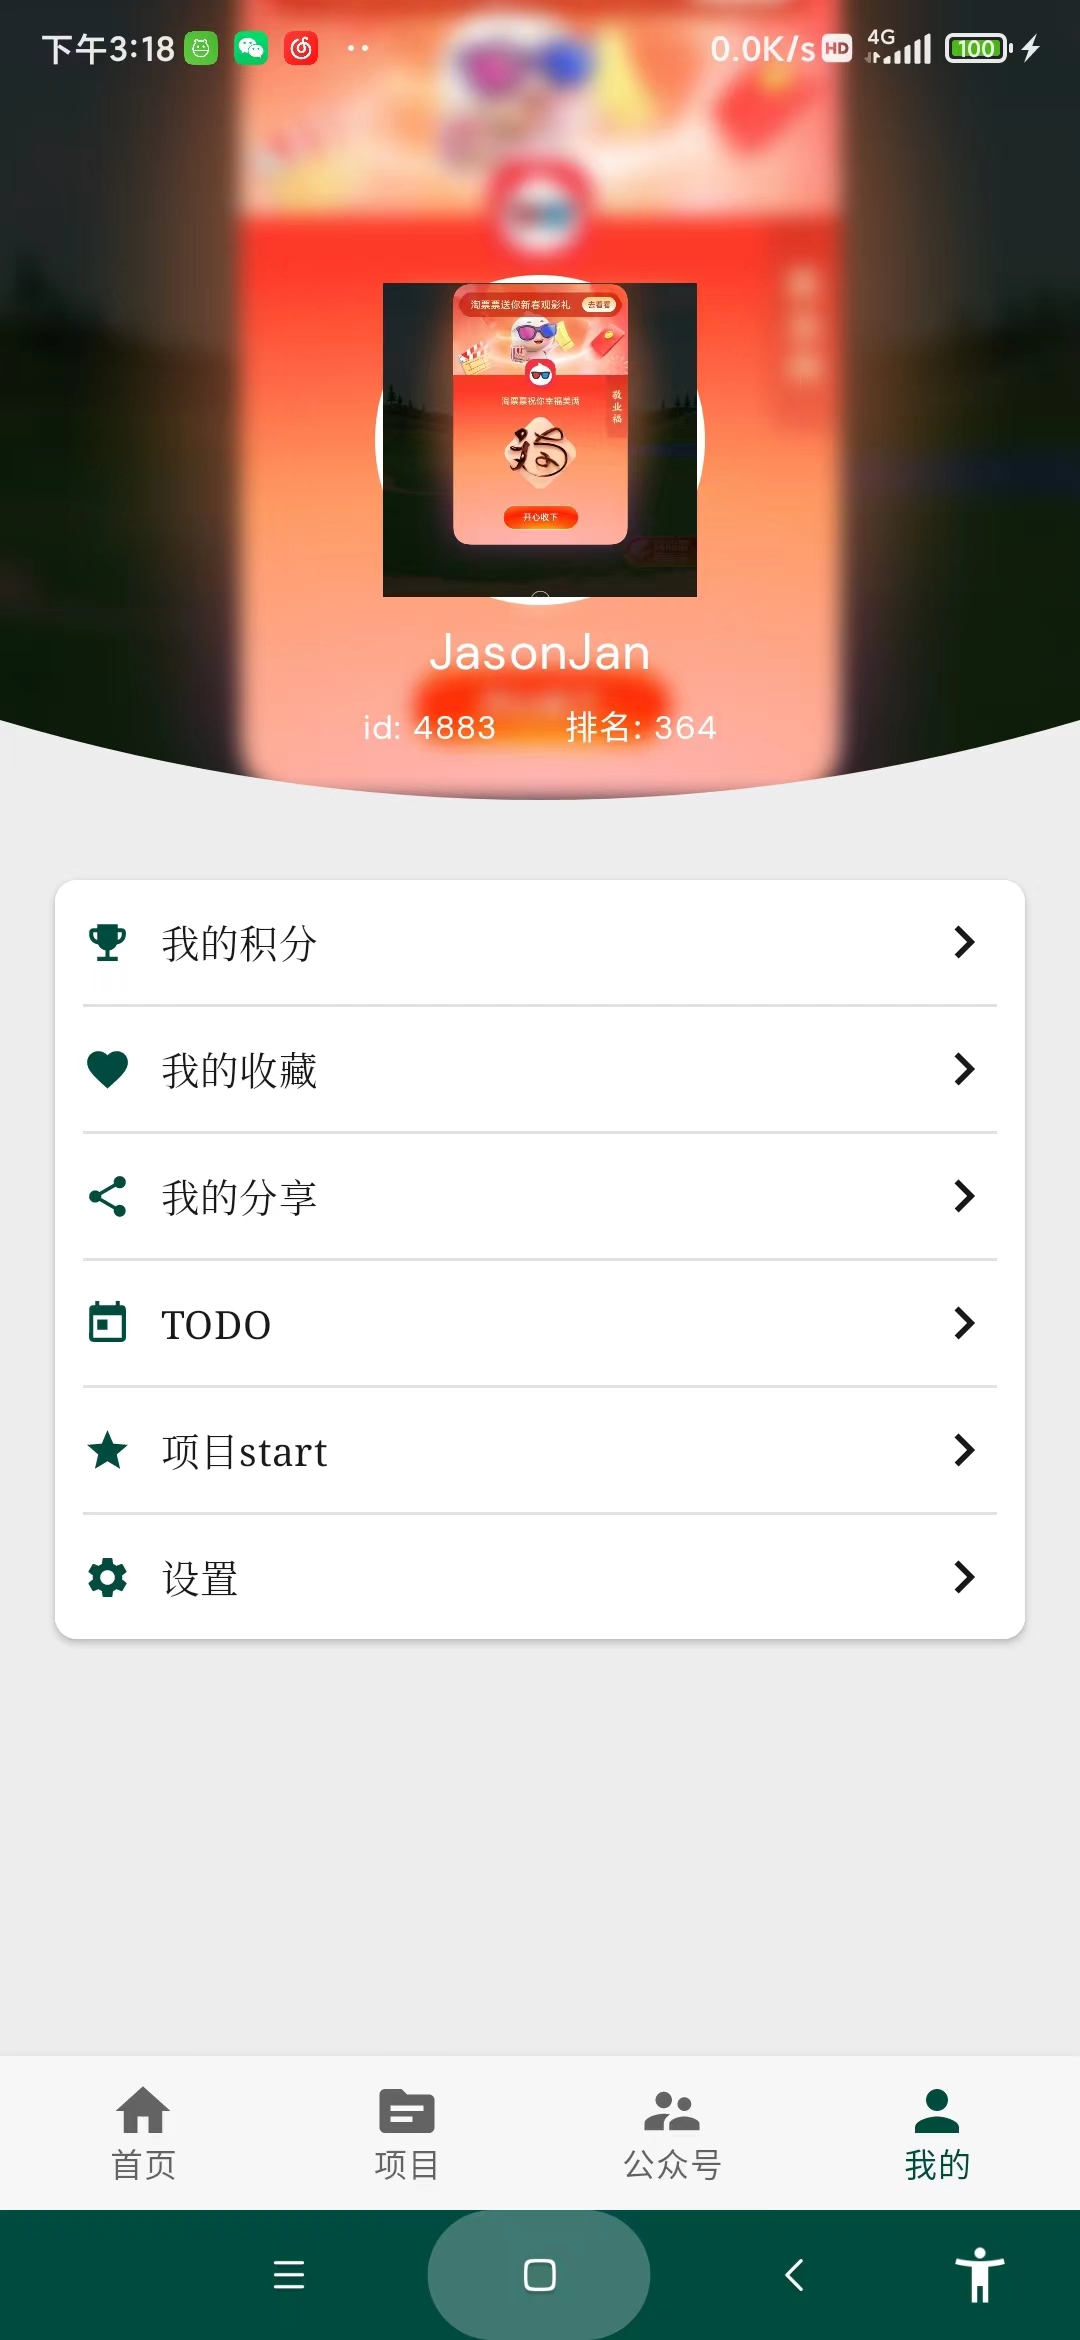 下午3:18
0.0K/s HD 4G 100
淘票票送你新春观影礼 去看看
淘票票祝你幸福美满
敬业福
福
开心收下
JasonJan
id: 4883 排名: 364
我的积分
我的收藏
我的分享
TODO
项目start
设置
首页 项目 公众号 我的